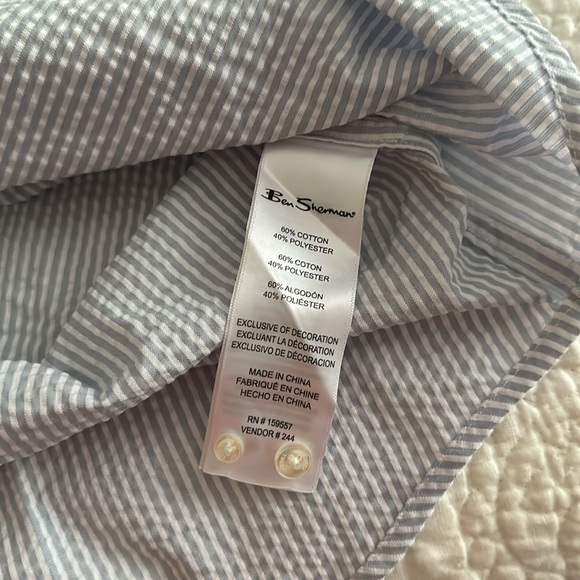 Ben Sherman®
60% COTTON
40% POLYESTER
60% COTON
40% POLYESTER
60% ALGODÓN
40% POLIÉSTER
EXCLUSIVE OF DECORATION
EXCLUANT LA DÉCORATION
EXCLUSIVO DE DECORACION
MADE IN CHINA
FABRIQUÉ EN CHINE
HECHO EN CHINA
RN # 159557
VENDOR # 244